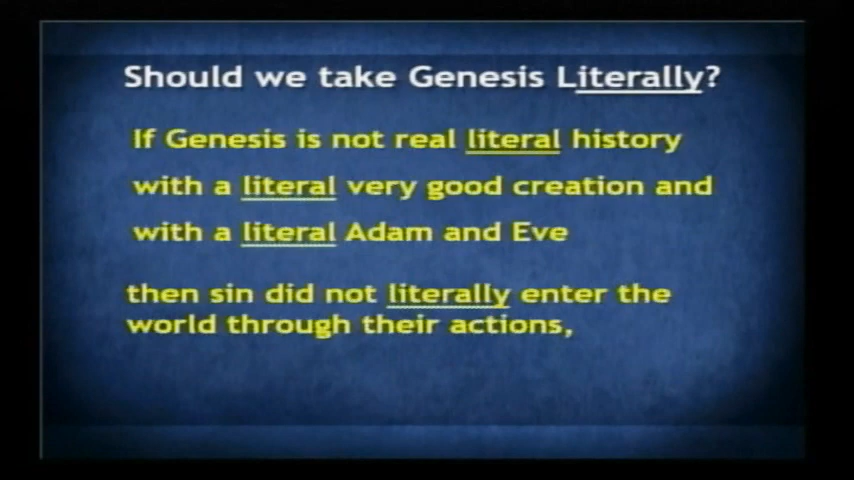 Should we take Genesis Literally?
If Genesis is not real literal history
with a literal very good creation and
with a literal Adam and Eve
then sin did not literally enter the
world through their actions,